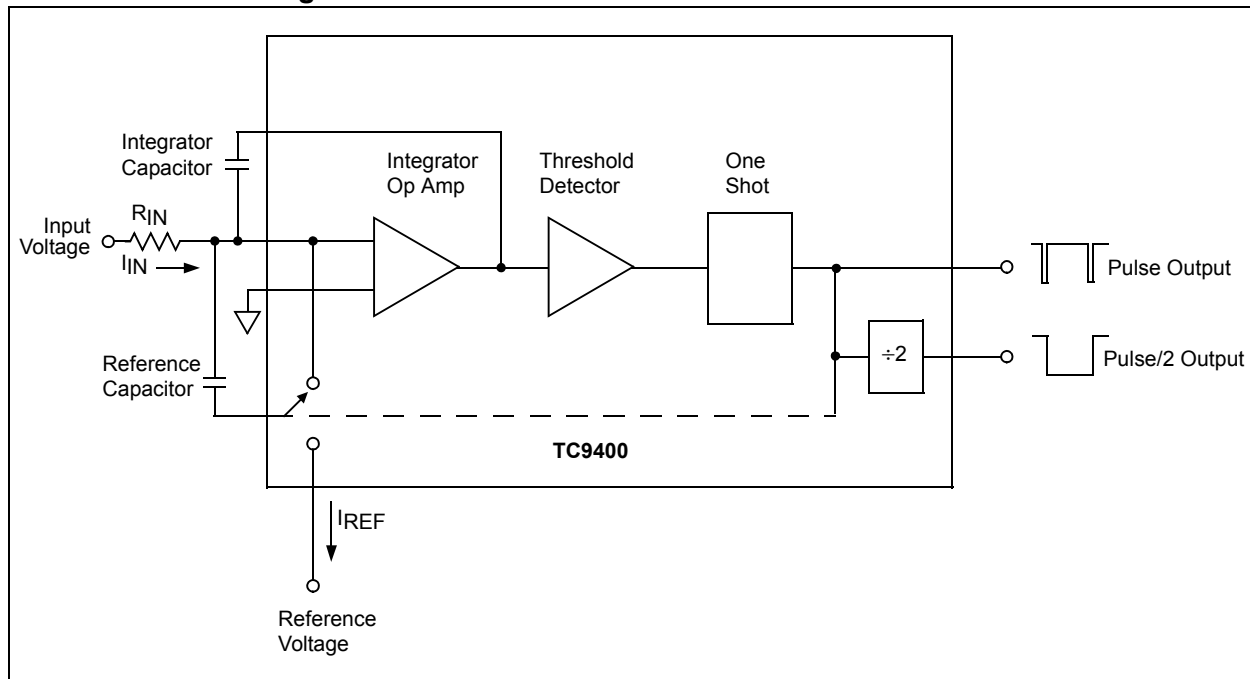 g
Integrator
Capacitor
Integrator
Op Amp
Threshold
Detector
One
Shot
RIN
Input
Voltage
IIN
Pulse Output
Reference
Capacitor
÷2
Pulse/2 Output
TC9400
IREF
Reference
Voltage